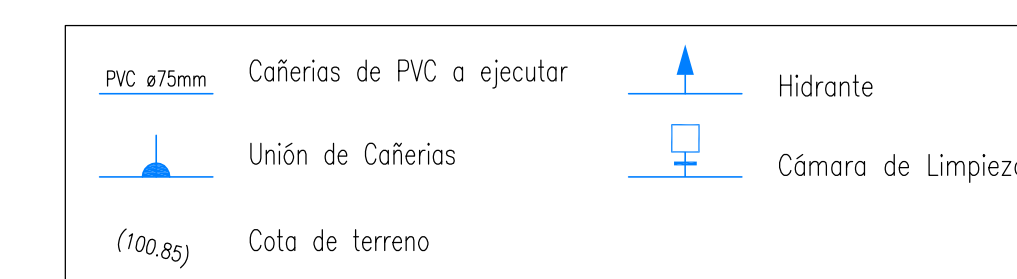 PVC ø75mm Cañerias de PVC a ejecutar
Hidrante
Unión de Cañerias
Cámara de Limpieza
(100.85) Cota de terreno